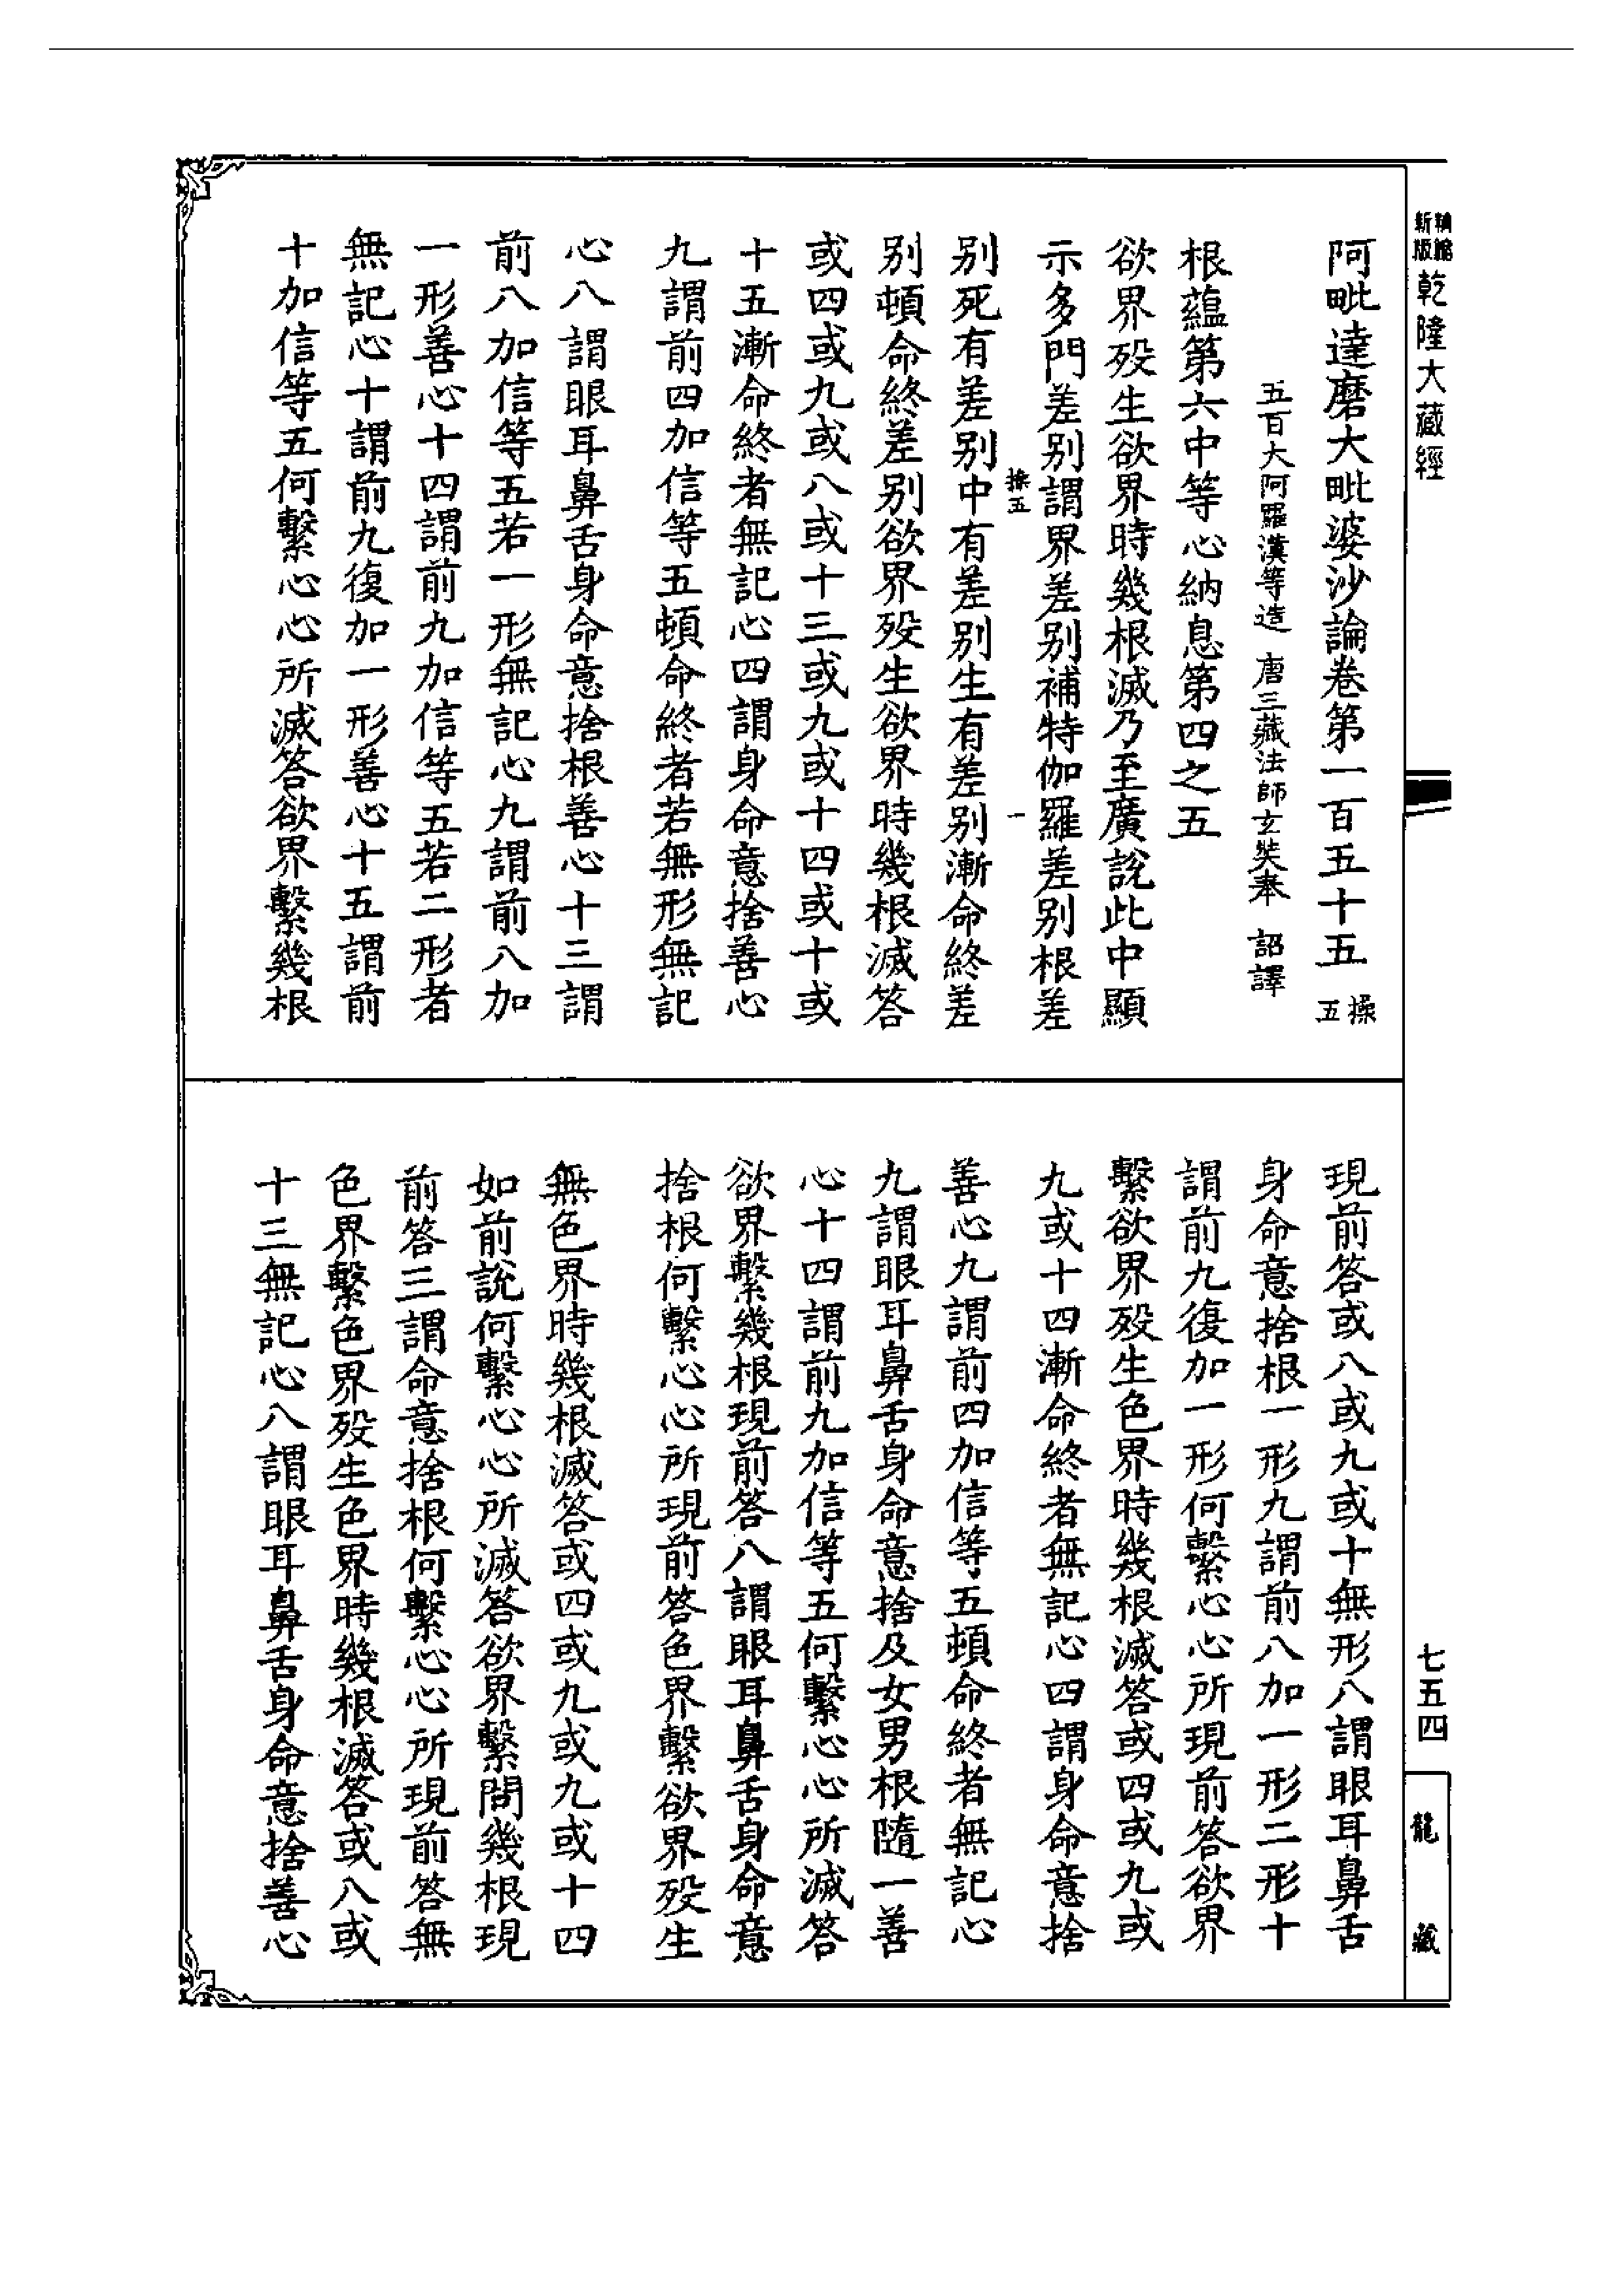 新版精縮乾隆大藏經
阿毗達磨大毗婆沙論卷第一百五十五 操五
五百大阿羅漢等造 唐三藏法師玄奘奉 詔譯
根蘊第六中等心納息第四之五
欲界歿生欲界時幾根滅乃至廣說此中顯
示多門差別謂界差別補特伽羅差別根差
操五 一
別死有差別中有差別生有差別漸命終差
別頓命終差別欲界歿生欲界時幾根滅答
或四或九或八或十三或九或十四或十或
十五漸命終者無記心四謂身命意捨善心
九謂前四加信等五頓命終者若無形無記
心八謂眼耳鼻舌身命意捨根善心十三謂
前八加信等五若一形無記心九謂前八加
一形善心十四謂前九加信等五若二形者
無記心十謂前九復加一形善心十五謂前
十加信等五何繫心心所滅答欲界繫幾根
現前答或八或九或十無形八謂眼耳鼻舌
身命意捨根一形九謂前八加一形二形十
謂前九復加一形何繫心心所現前答欲界
繫欲界歿生色界時幾根滅答或四或九或
九或十四漸命終者無記心四謂身命意捨
善心九謂前四加信等五頓命終者無記心
九謂眼耳鼻舌身命意捨及女男根隨一善
心十四謂前九加信等五何繫心心所滅答
欲界繫幾根現前答八謂眼耳鼻舌身命意
捨根何繫心心所現前答色界繫欲界歿生
無色界時幾根滅答或四或九或九或十四
如前說何繫心心所滅答欲界繫問幾根現
前答三謂命意捨根何繫心心所現前答無
色界繫色界歿生色界時幾根滅答或八或
十三無記心八謂眼耳鼻舌身命意捨善心
七五四
龍藏